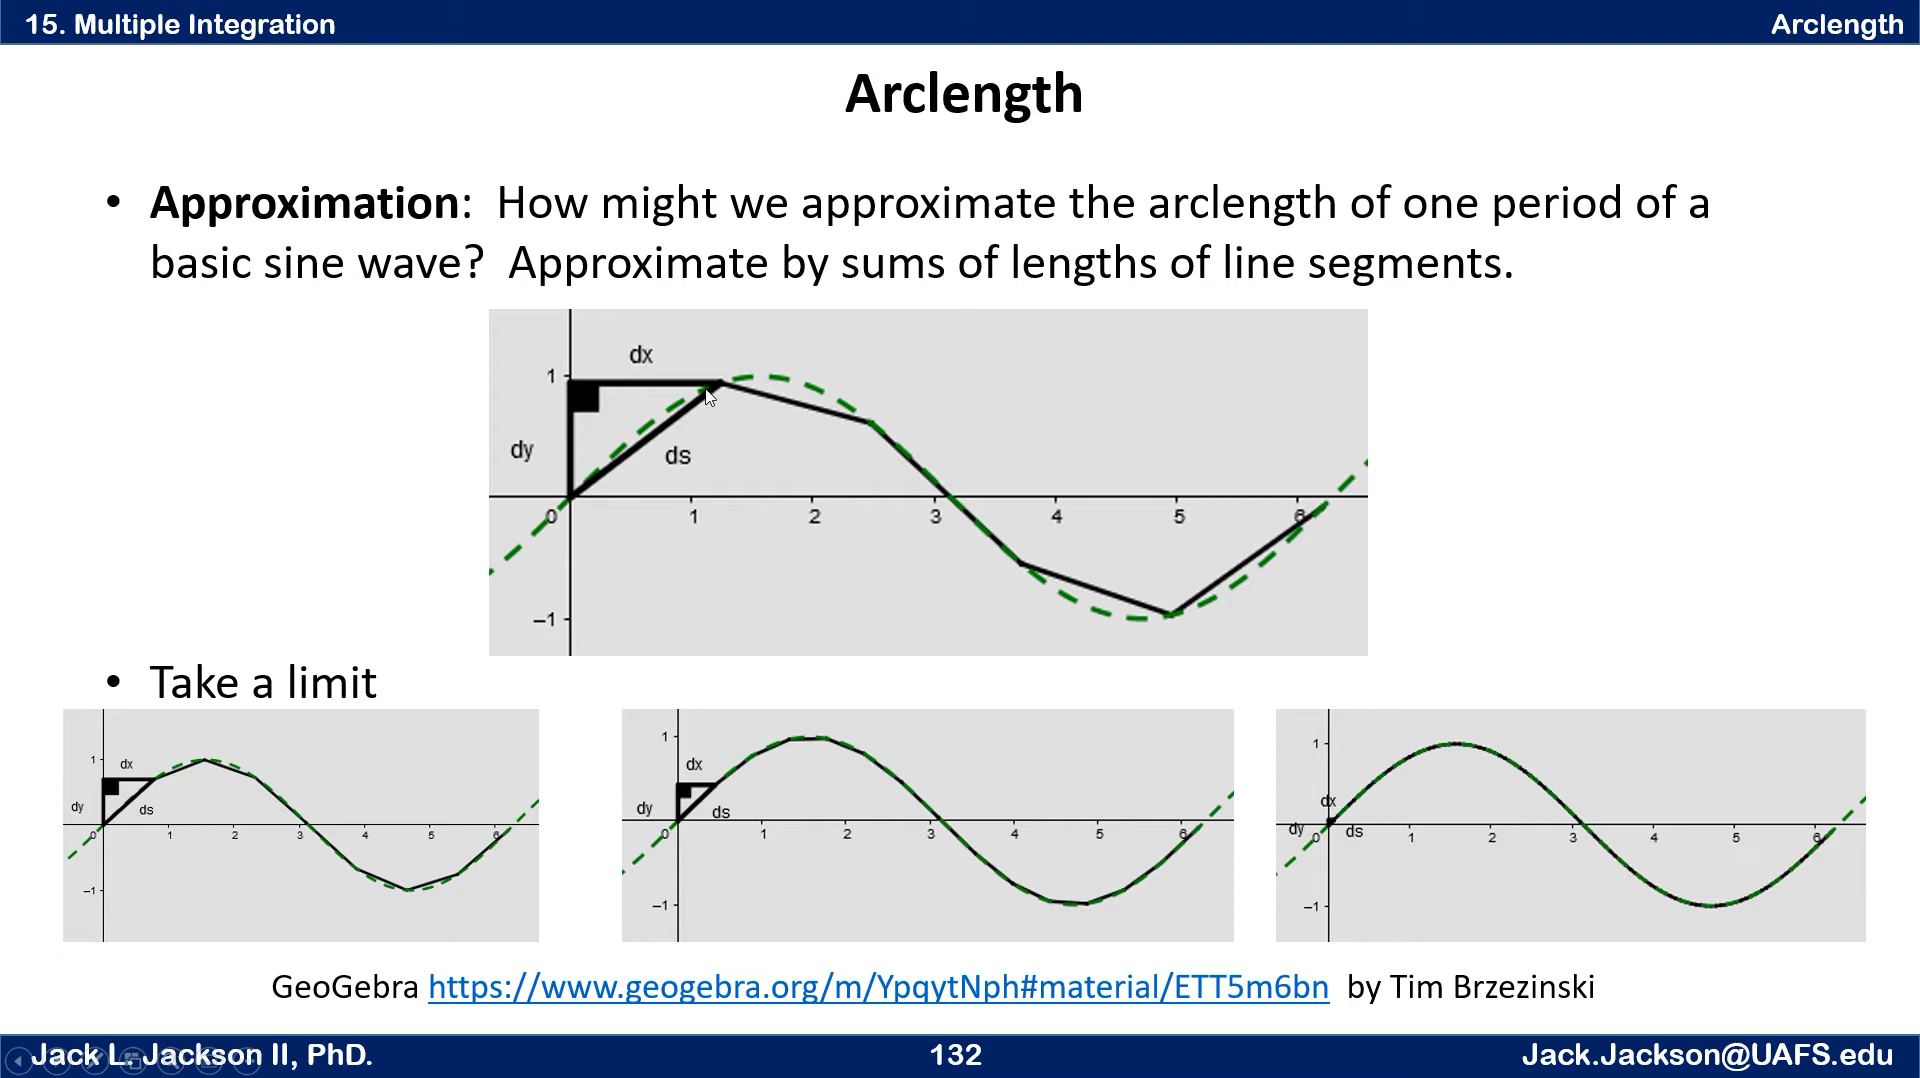 15. Multiple Integration
Arclength
Arclength
• Approximation: How might we approximate the arclength of one period of a
basic sine wave? Approximate by sums of lengths of line segments.
dx
1
dy
ds
0 1 2 3 4 5 6
–1
• Take a limit
dx
1
dy
ds
0 1 2 3 4 5 6
–1
1
dx
dy
ds
0 1 2 3 4 5 6
–1
1
dx
dy
ds
0 1 2 3 4 5 6
–1
GeoGebra https://www.geogebra.org/m/YpqytNph#material/ETT5m6bn by Tim Brzezinski
Jack L. Jackson II, PhD.
132
Jack.Jackson@UAFS.edu